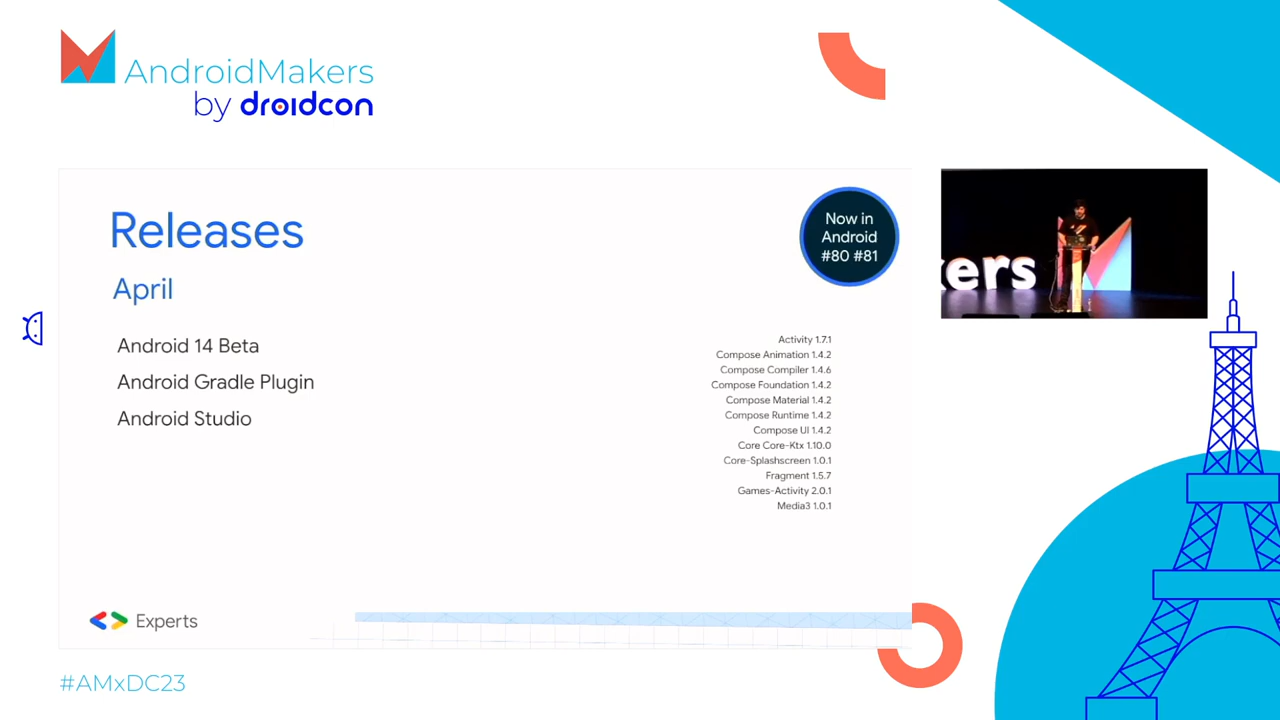 AndroidMakers
by droidcon
Releases
April
Now in
Android
#80 #81
Android 14 Beta
Android Gradle Plugin
Android Studio
Activity 1.7.1
Compose Animation 1.4.2
Compose Compiler 1.4.6
Compose Foundation 1.4.2
Compose Material 1.4.2
Compose Runtime 1.4.2
Compose UI 1.4.2
Core Core-Ktx 1.10.0
Core-Splashscreen 1.0.1
Fragment 1.5.7
Games-Activity 2.0.1
Media3 1.0.1
kers
Experts
#AMxDC23